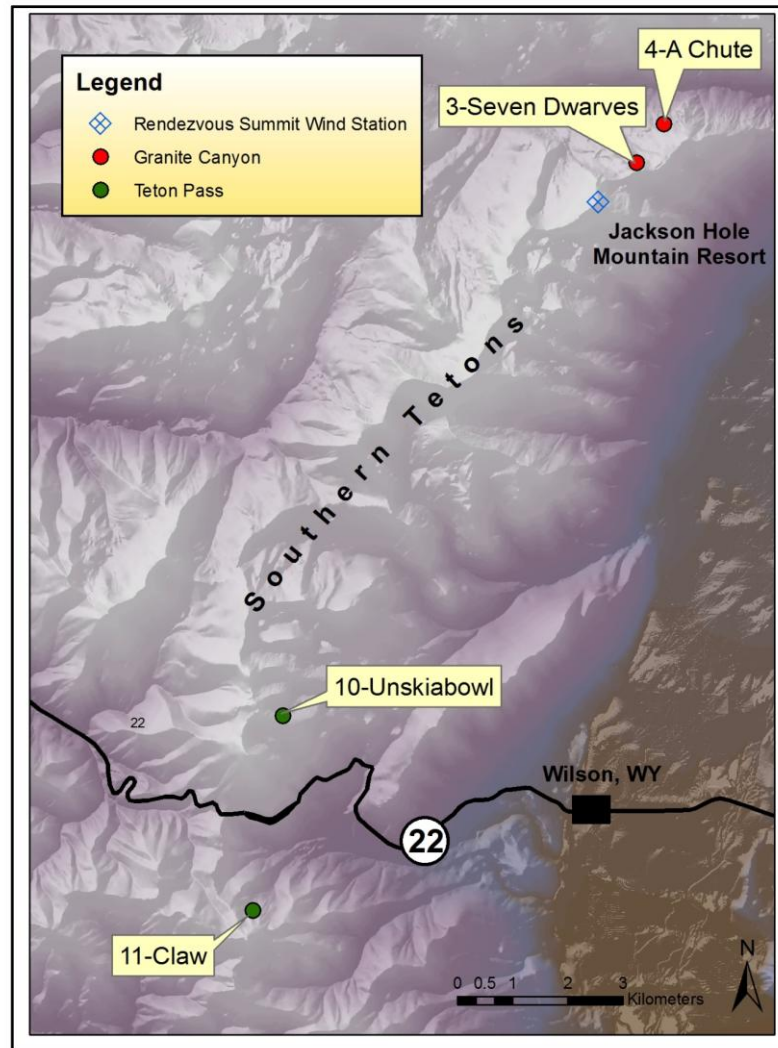 Legend
Rendezvous Summit Wind Station
Granite Canyon
Teton Pass
4-A Chute
3-Seven Dwarves
Jackson Hole
Mountain Resort
Southern Tetons
10-Unskiabowl
22
Wilson, WY
22
11-Claw
N
0 0.5 1 2 3
Kilometers